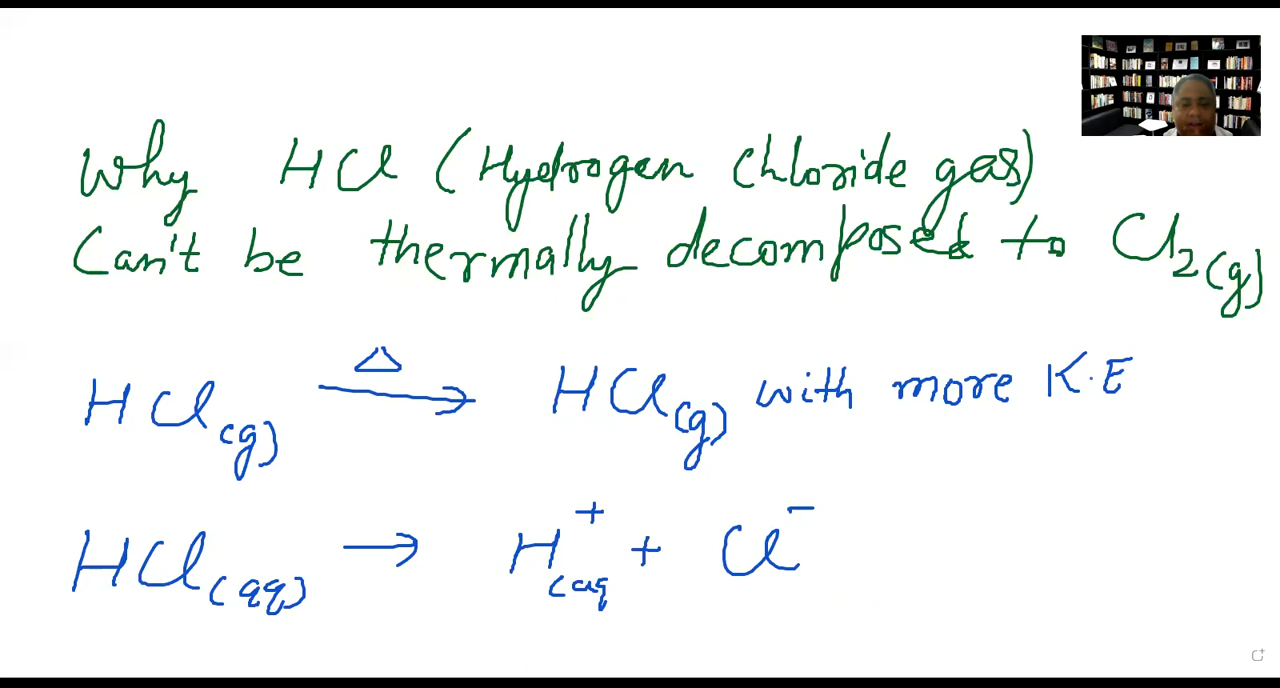 Why HCl (Hydrogen Chloride gas)
Can't be thermally decomposed to Cl₂(g)
HCl(g) —Δ→ HCl(g) with more K.E
HCl(aq) → H⁺(aq + Cl⁻